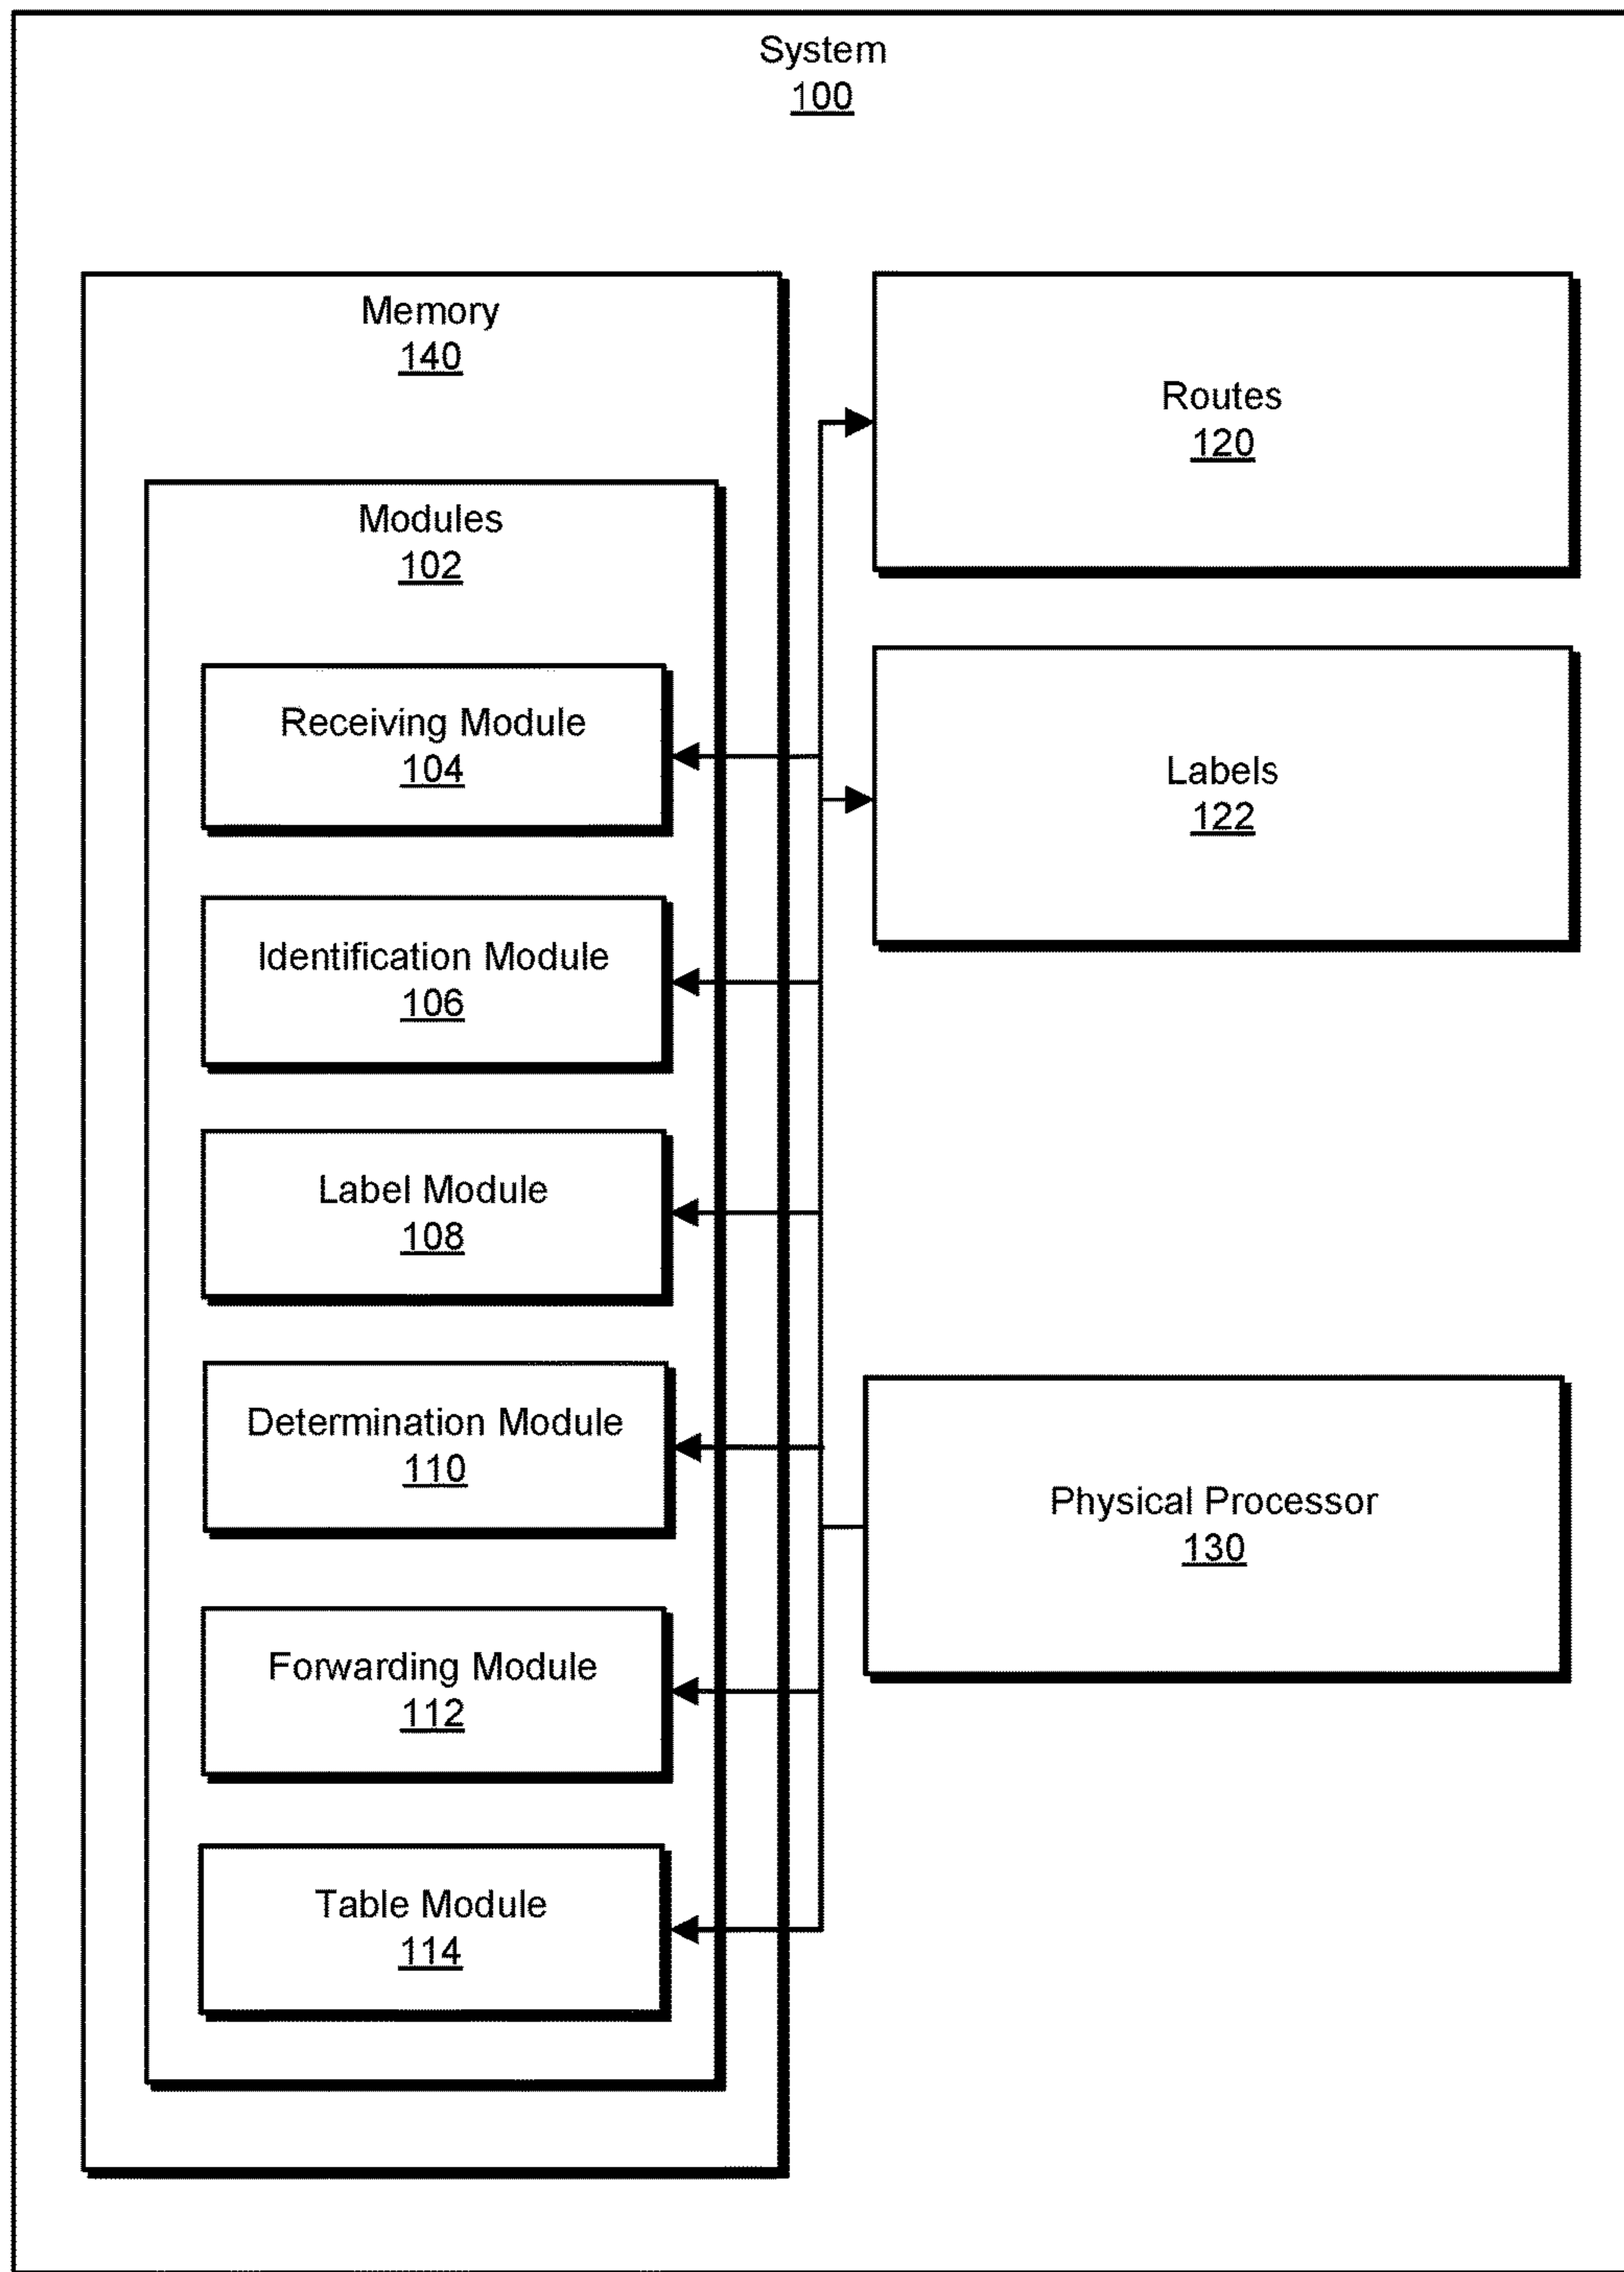 System
100
Memory
140
Modules
102
Receiving Module
104
Identification Module
106
Label Module
108
Determination Module
110
Forwarding Module
112
Table Module
114
Routes
120
Labels
122
Physical Processor
130